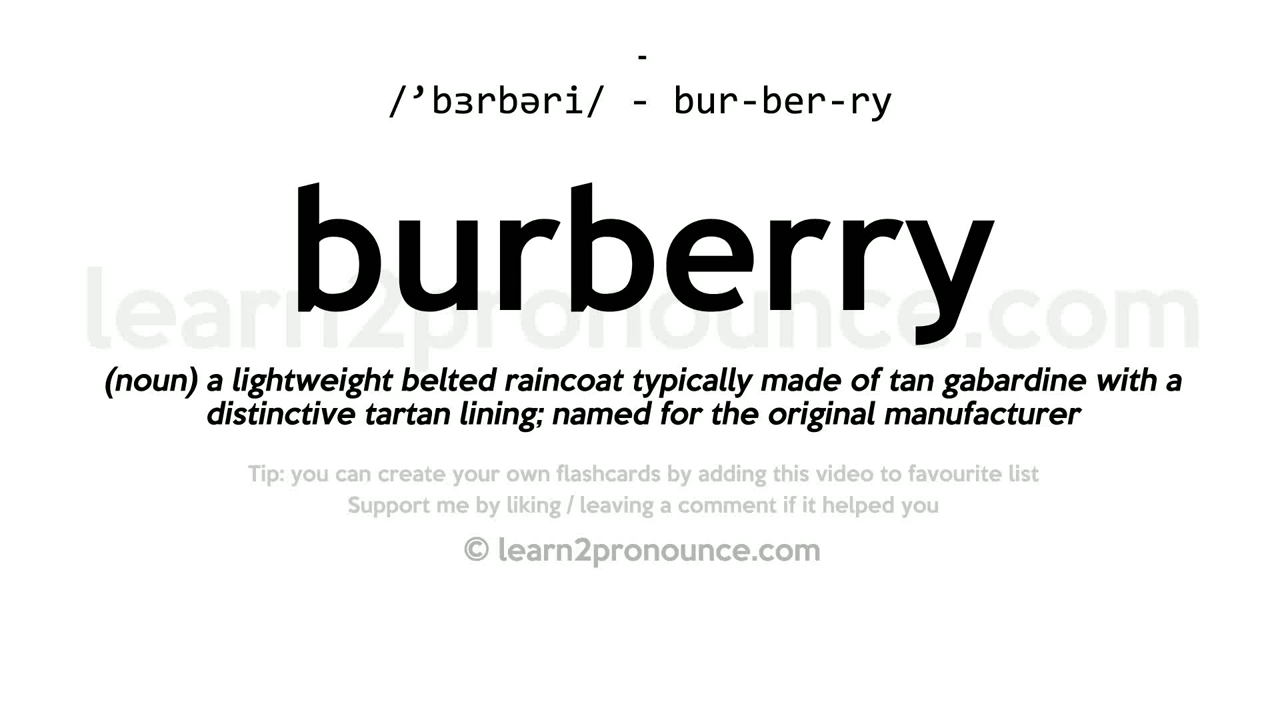 -
/’bɜrbəri/ - bur-ber-ry
burberry
learn2pronounce.com
(noun) a lightweight belted raincoat typically made of tan gabardine with a
distinctive tartan lining; named for the original manufacturer
Tip: you can create your own flashcards by adding this video to favourite list
Support me by liking / leaving a comment if it helped you
© learn2pronounce.com